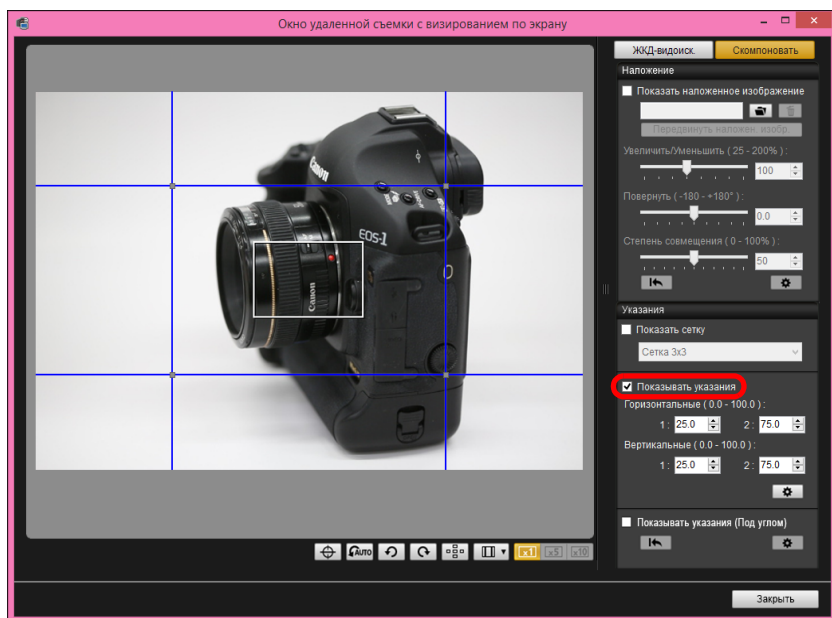 Окно удаленной съемки с визированием по экрану
ЖКД-видоиск. Скомпоновать
Наложение
Показать наложенное изображение
Передвинуть наложен. изобр.
Увеличить/Уменьшить ( 25 - 200% ) :
100
Повернуть ( -180 - +180° ) :
0.0
Степень совмещения ( 0 - 100% ) :
50
Указания
Показать сетку
Сетка 3x3
Показывать указания
Горизонтальные ( 0.0 - 100.0 ) :
1 : 25.0 2 : 75.0
Вертикальные ( 0.0 - 100.0 ) :
1 : 25.0 2 : 75.0
Показывать указания (Под углом)
Canon
EOS-1
Canon
AUTO x1 x5 x10
Закрыть